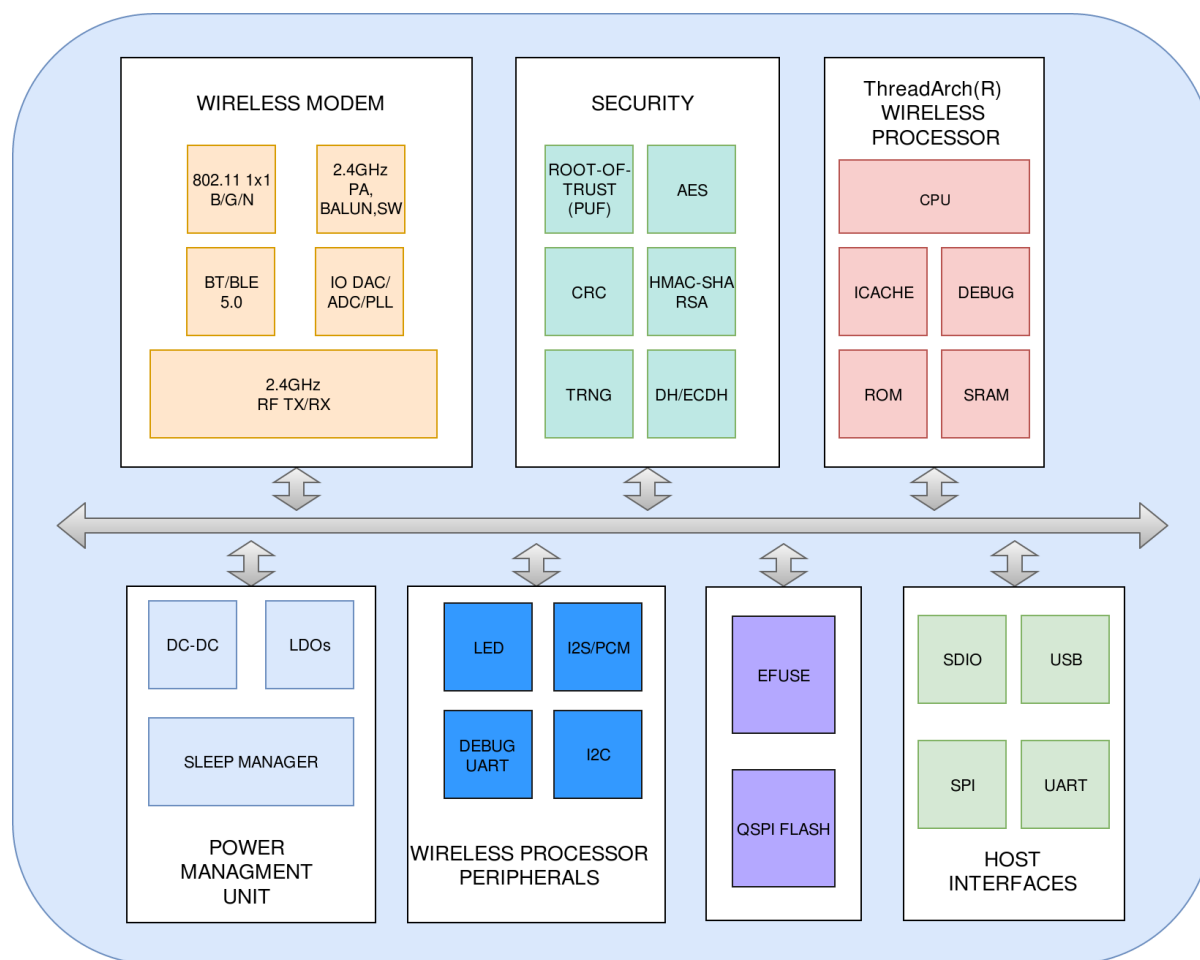 WIRELESS MODEM
802.11 1x1
B/G/N
2.4GHz
PA,
BALUN,SW
BT/BLE
5.0
IO DAC/
ADC/PLL
2.4GHz
RF TX/RX
SECURITY
ROOT-OF-
TRUST
(PUF)
AES
CRC
HMAC-SHA
RSA
TRNG
DH/ECDH
ThreadArch(R)
WIRELESS
PROCESSOR
CPU
ICACHE
DEBUG
ROM
SRAM
DC-DC
LDOs
SLEEP MANAGER
POWER
MANAGMENT
UNIT
LED
I2S/PCM
DEBUG
UART
I2C
WIRELESS PROCESSOR
PERIPHERALS
EFUSE
QSPI FLASH
SDIO
USB
SPI
UART
HOST
INTERFACES